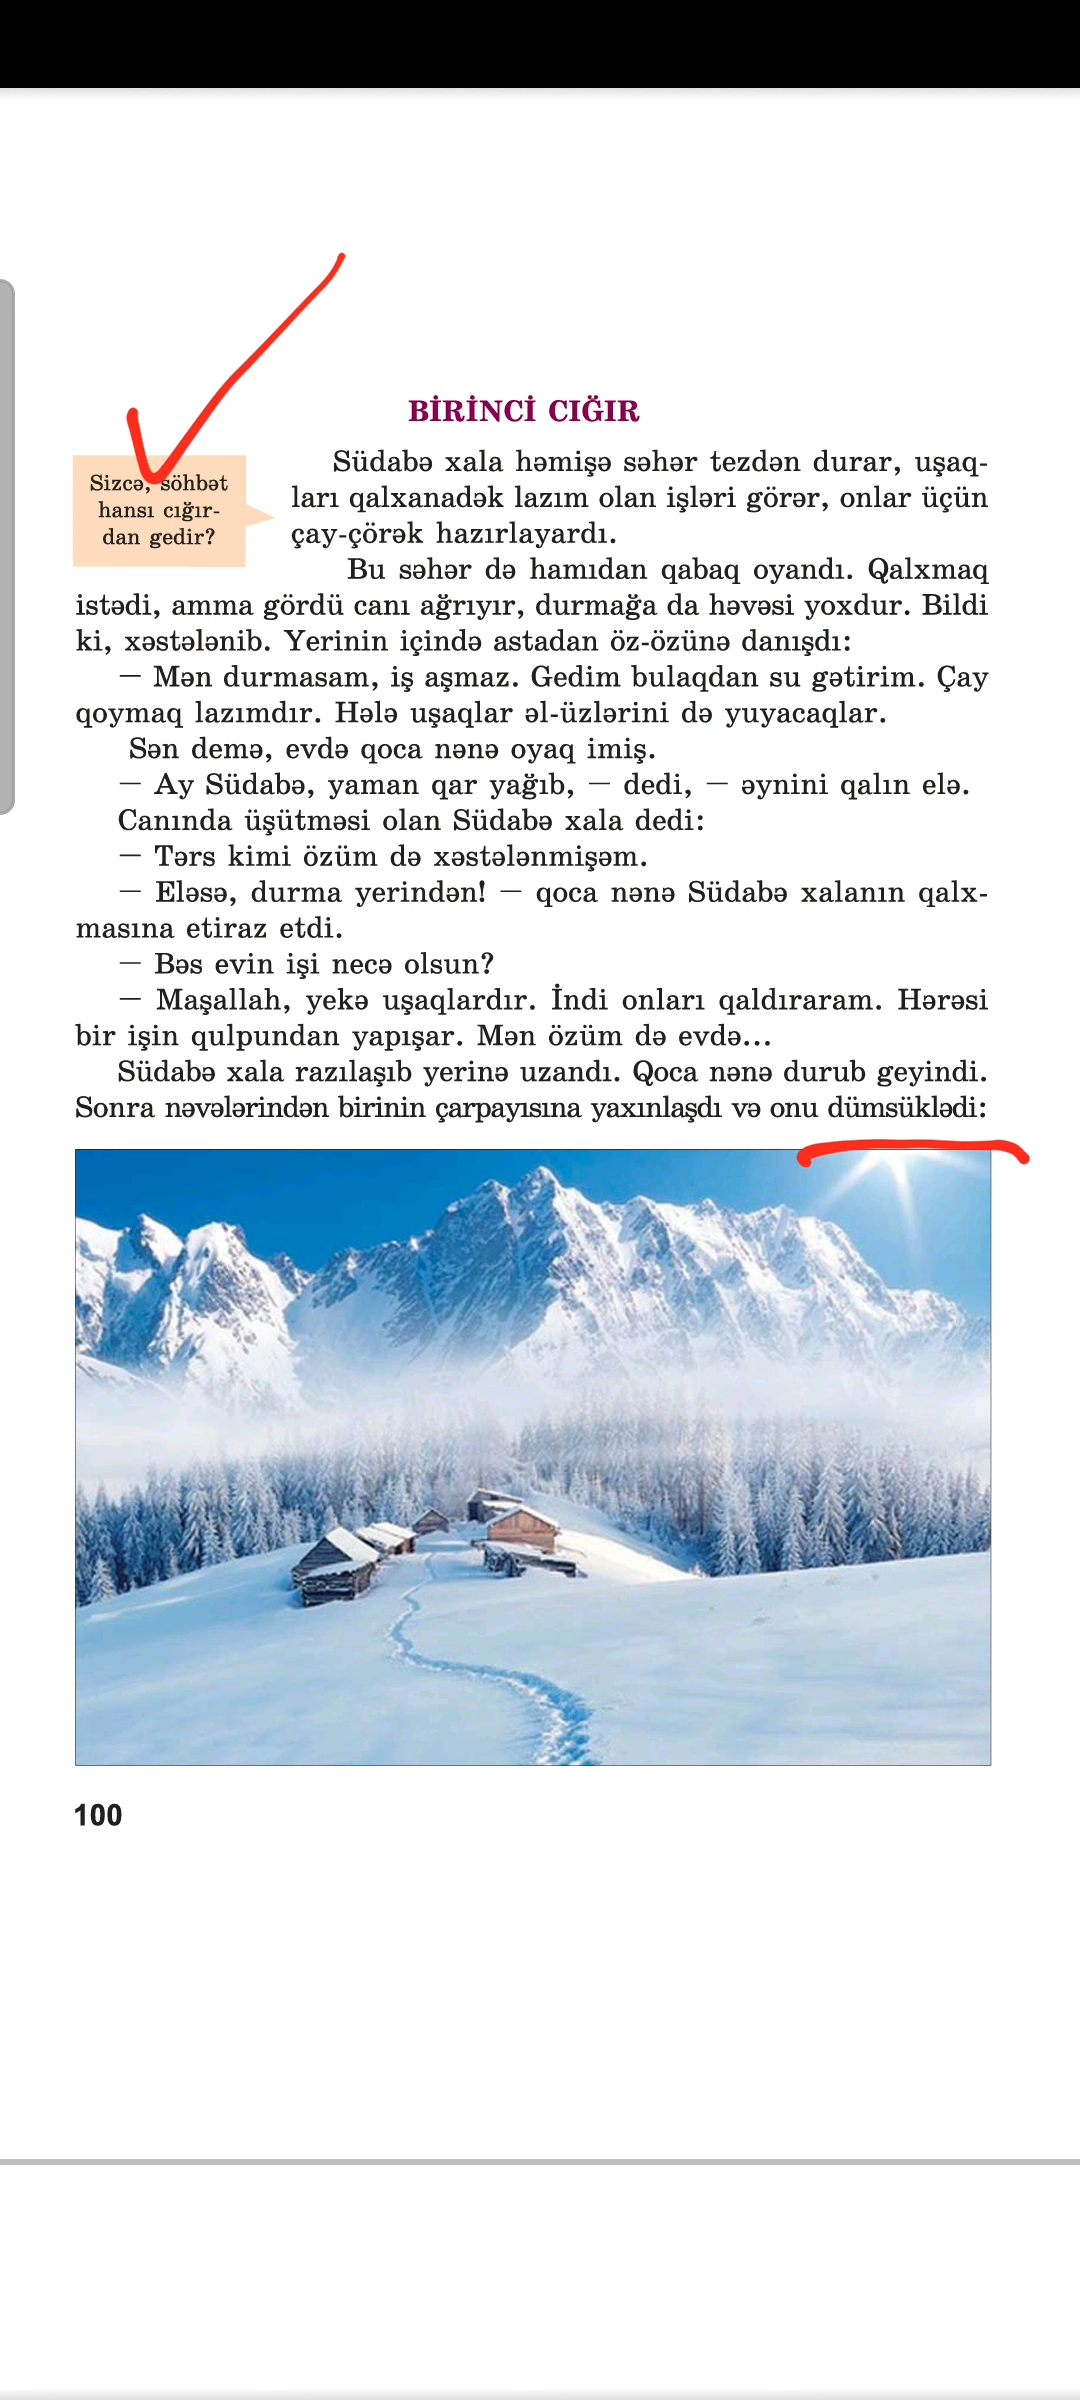 BİRİNCİ CIĞIR
Sizcə, söhbət
hansı cığır-
dan gedir?
Südabə xala həmişə səhər tezdən durar, uşaq-
ları qalxanadək lazım olan işləri görər, onlar üçün
çay-çörək hazırlayardı.
Bu səhər də hamıdan qabaq oyandı. Qalxmaq
istədi, amma gördü canı ağrıyır, durmağa da həvəsi yoxdur. Bildi
ki, xəstələnib. Yerinin içində astadan öz-özünə danışdı:
— Mən durmasam, iş aşmaz. Gedim bulaqdan su gətirim. Çay
qoymaq lazımdır. Hələ uşaqlar əl-üzlərini də yuyacaqlar.
Sən demə, evdə qoca nənə oyaq imiş.
— Ay Südabə, yaman qar yağıb, — dedi, — əynini qalın elə.
Canında üşütməsi olan Südabə xala dedi:
— Tərs kimi özüm də xəstələnmişəm.
— Eləsə, durma yerindən! — qoca nənə Südabə xalanın qalx-
masına etiraz etdi.
— Bəs evin işi necə olsun?
— Maşallah, yekə uşaqlardır. İndi onları qaldıraram. Hərəsi
bir işin qulpundan yapışar. Mən özüm də evdə...
Südabə xala razılaşıb yerinə uzandı. Qoca nənə durub geyindi.
Sonra nəvələrindən birinin çarpayısına yaxınlaşdı və onu dümsüklədi:
100